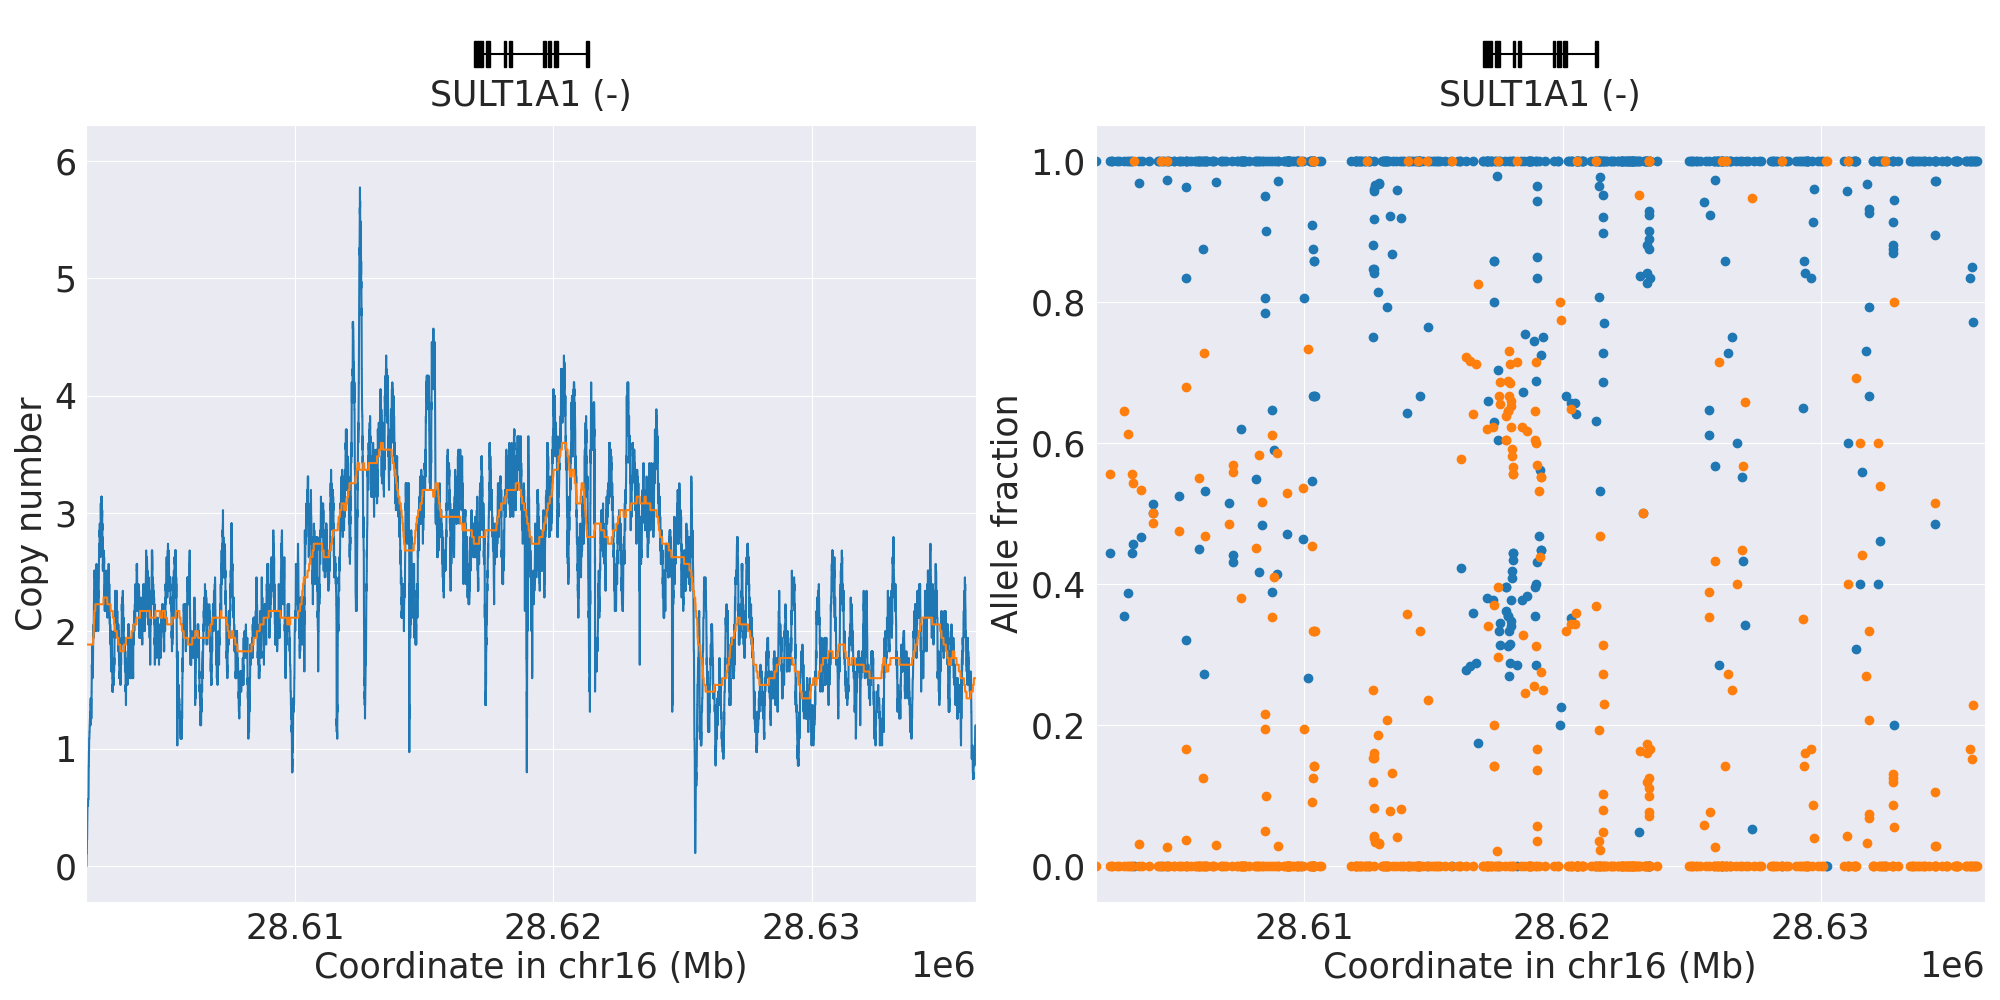 SULT1A1 (-)
6
5
4
3
2
1
0
Copy number
28.61
28.62
28.63
Coordinate in chr16 (Mb)
1e6
SULT1A1 (-)
1.0
0.8
0.6
0.4
0.2
0.0
Allele fraction
28.61
28.62
28.63
Coordinate in chr16 (Mb)
1e6